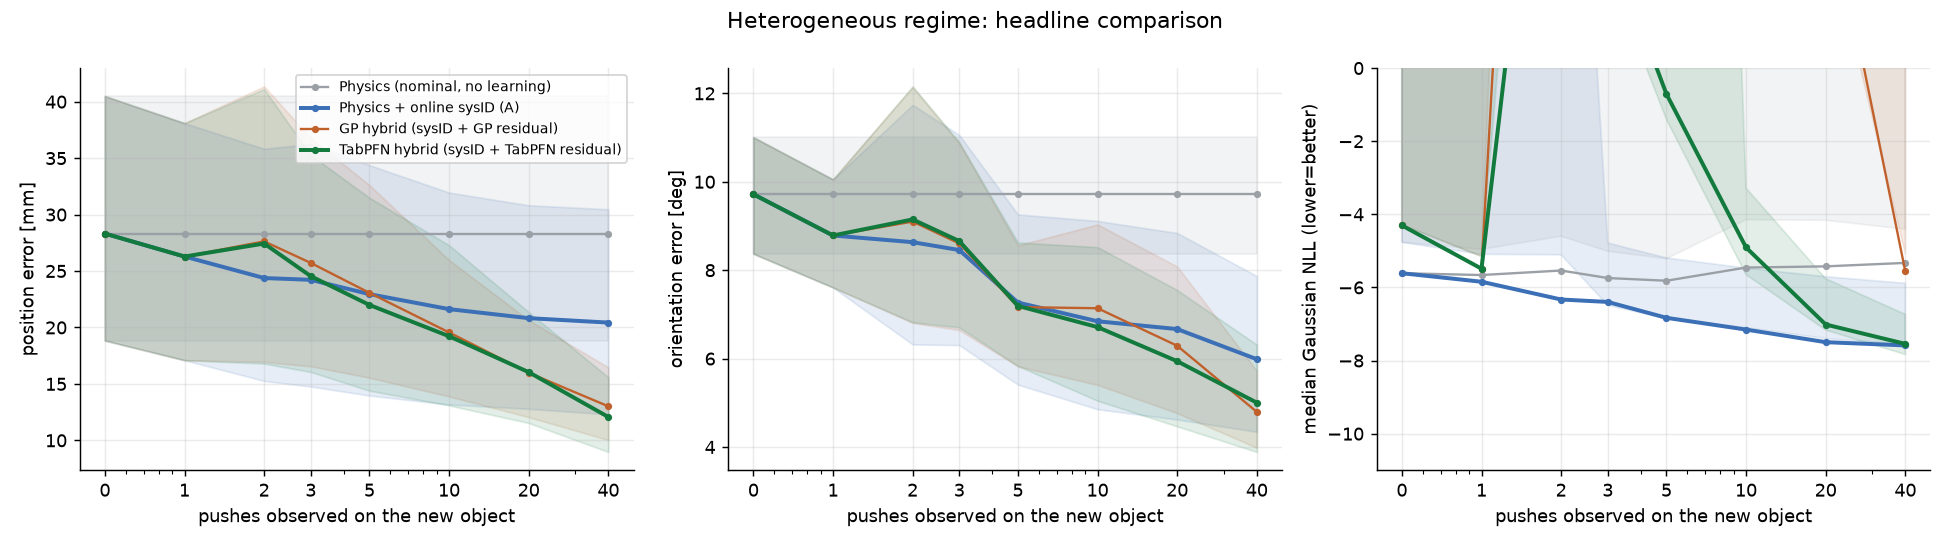 Heterogeneous regime: headline comparison
position error [mm]
40
35
30
25
20
15
10
0 1 2 3 5 10 20 40
pushes observed on the new object
Physics (nominal, no learning)
Physics + online sysID (A)
GP hybrid (sysID + GP residual)
TabPFN hybrid (sysID + TabPFN residual)
orientation error [deg]
12
10
8
6
4
0 1 2 3 5 10 20 40
pushes observed on the new object
median Gaussian NLL (lower=better)
0
−2
−4
−6
−8
−10
0 1 2 3 5 10 20 40
pushes observed on the new object